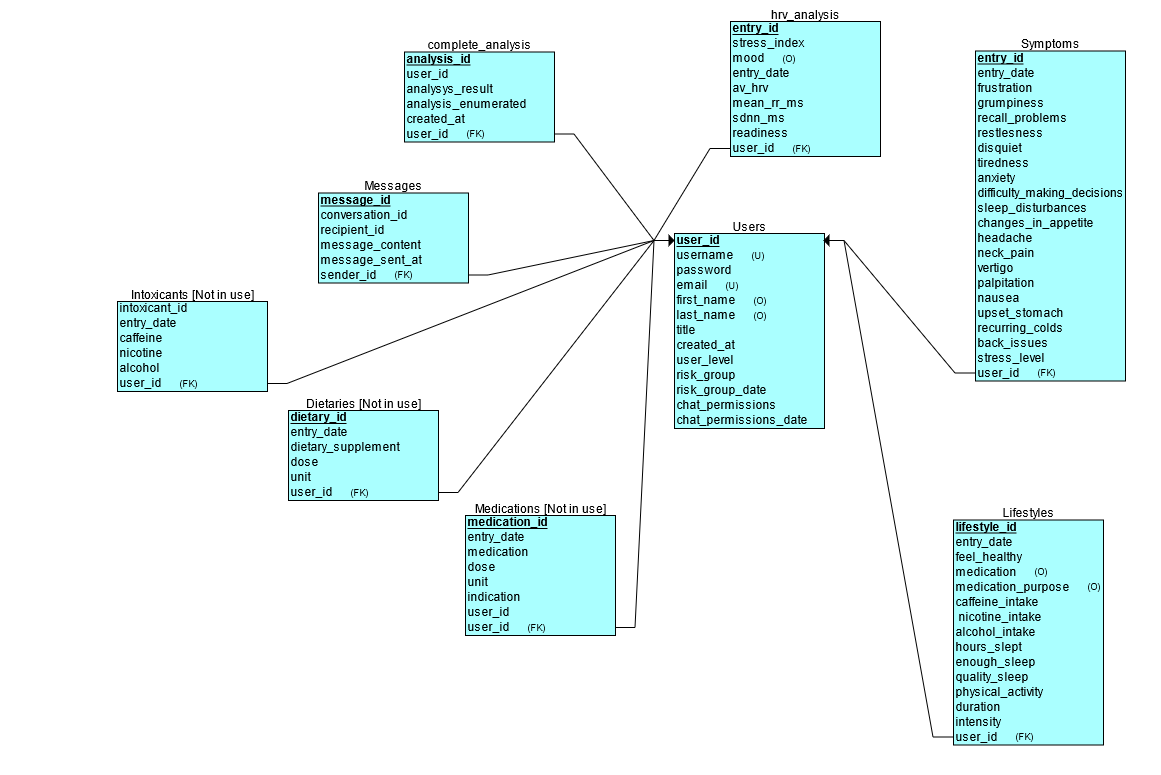 hrv_analysis
entry_id
stress_index
mood (O)
entry_date
av_hrv
mean_rr_ms
sdnn_ms
readiness
user_id (FK)
complete_analysis
analysis_id
user_id
analysys_result
analysis_enumerated
created_at
user_id (FK)
Symptoms
entry_id
entry_date
frustration
grumpiness
recall_problems
restlesness
disquiet
tiredness
anxiety
difficulty_making_decisions
sleep_disturbances
changes_in_appetite
headache
neck_pain
vertigo
palpitation
nausea
upset_stomach
recurring_colds
back_issues
stress_level
user_id (FK)
Messages
message_id
conversation_id
recipient_id
message_content
message_sent_at
sender_id (FK)
Users
user_id
username (U)
password
email (U)
first_name (O)
last_name (O)
title
created_at
user_level
risk_group
risk_group_date
chat_permissions
chat_permissions_date
Intoxicants [Not in use]
intoxicant_id
entry_date
caffeine
nicotine
alcohol
user_id (FK)
Dietaries [Not in use]
dietary_id
entry_date
dietary_supplement
dose
unit
user_id (FK)
Medications [Not in use]
medication_id
entry_date
medication
dose
unit
indication
user_id
user_id (FK)
Lifestyles
lifestyle_id
entry_date
feel_healthy
medication (O)
medication_purpose (O)
caffeine_intake
nicotine_intake
alcohol_intake
hours_slept
enough_sleep
quality_sleep
physical_activity
duration
intensity
user_id (FK)